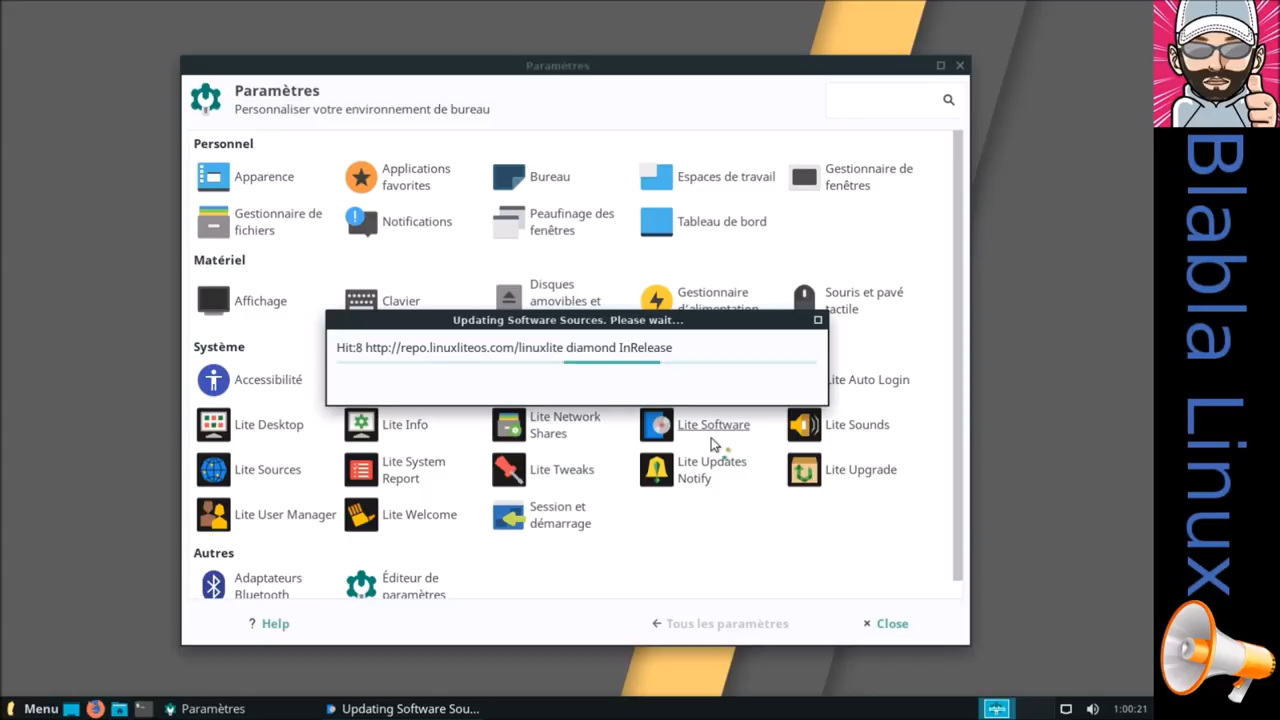 Paramètres
Paramètres
Personnaliser votre environnement de bureau
Personnel
Apparence
Applications
favorites
Bureau
Espaces de travail
Gestionnaire de
fenêtres
Gestionnaire de
fichiers
Notifications
Peaufinage des
fenêtres
Tableau de bord
Matériel
Affichage
Clavier
Disques
amovibles et
Gestionnaire
d'alimentation
Souris et pavé
tactile
Updating Software Sources. Please wait...
Hit:8 http://repo.linuxliteos.com/linuxlite diamond InRelease
Système
Accessibilité
Lite Auto Login
Lite Desktop
Lite Info
Lite Network
Shares
Lite Software
Lite Sounds
Lite Sources
Lite System
Report
Lite Tweaks
Lite Updates
Notify
Lite Upgrade
Lite User Manager
Lite Welcome
Session et
démarrage
Autres
Adaptateurs
Bluetooth
Éditeur de
paramètres
? Help
Tous les paramètres
Close
Menu
Paramètres
Updating Software Sou...
1:00:21
Blabla Linux